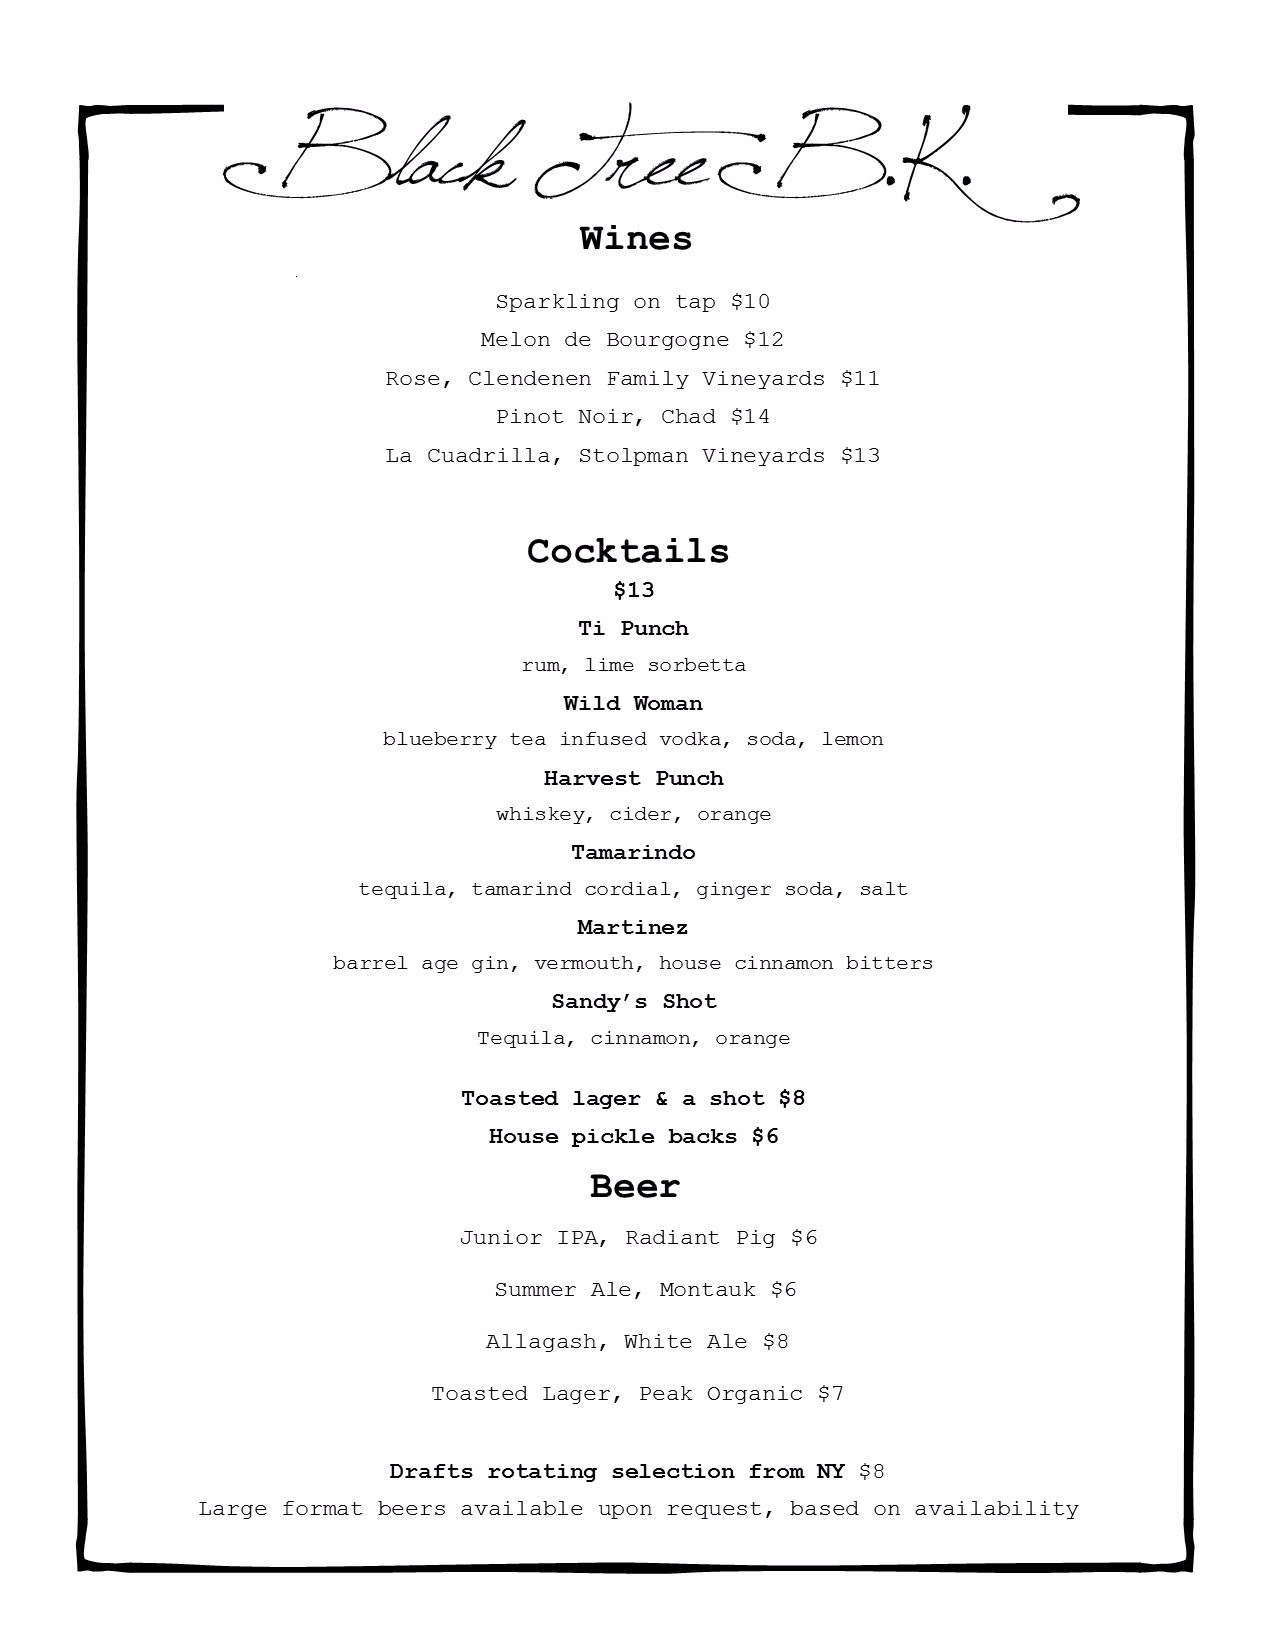 Black Tree B.K.
Wines
Sparkling on tap $10
Melon de Bourgogne $12
Rose, Clendenen Family Vineyards $11
Pinot Noir, Chad $14
La Cuadrilla, Stolpman Vineyards $13
Cocktails
$13
Ti Punch
rum, lime sorbetta
Wild Woman
blueberry tea infused vodka, soda, lemon
Harvest Punch
whiskey, cider, orange
Tamarindo
tequila, tamarind cordial, ginger soda, salt
Martinez
barrel age gin, vermouth, house cinnamon bitters
Sandy’s Shot
Tequila, cinnamon, orange
Toasted lager & a shot $8
House pickle backs $6
Beer
Junior IPA, Radiant Pig $6
Summer Ale, Montauk $6
Allagash, White Ale $8
Toasted Lager, Peak Organic $7
Drafts rotating selection from NY $8
Large format beers available upon request, based on availability